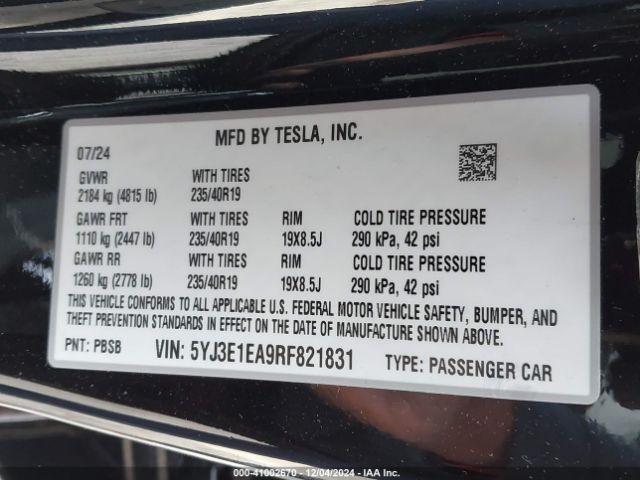 MFD BY TESLA, INC.
07/24
GVWR WITH TIRES
2184 kg (4815 lb) 235/40R19
GAWR FRT WITH TIRES RIM COLD TIRE PRESSURE
1110 kg (2447 lb) 235/40R19 19X8.5J 290 kPa, 42 psi
GAWR RR WITH TIRES RIM COLD TIRE PRESSURE
1260 kg (2778 lb) 235/40R19 19X8.5J 290 kPa, 42 psi
THIS VEHICLE CONFORMS TO ALL APPLICABLE U.S. FEDERAL MOTOR VEHICLE SAFETY, BUMPER, AND
THEFT PREVENTION STANDARDS IN EFFECT ON THE DATE OF MANUFACTURE SHOWN ABOVE.
PNT: PBSB VIN: 5YJ3E1EA9RF821831 TYPE: PASSENGER CAR
000-41002670 - 12/04/2024 - IAA Inc.